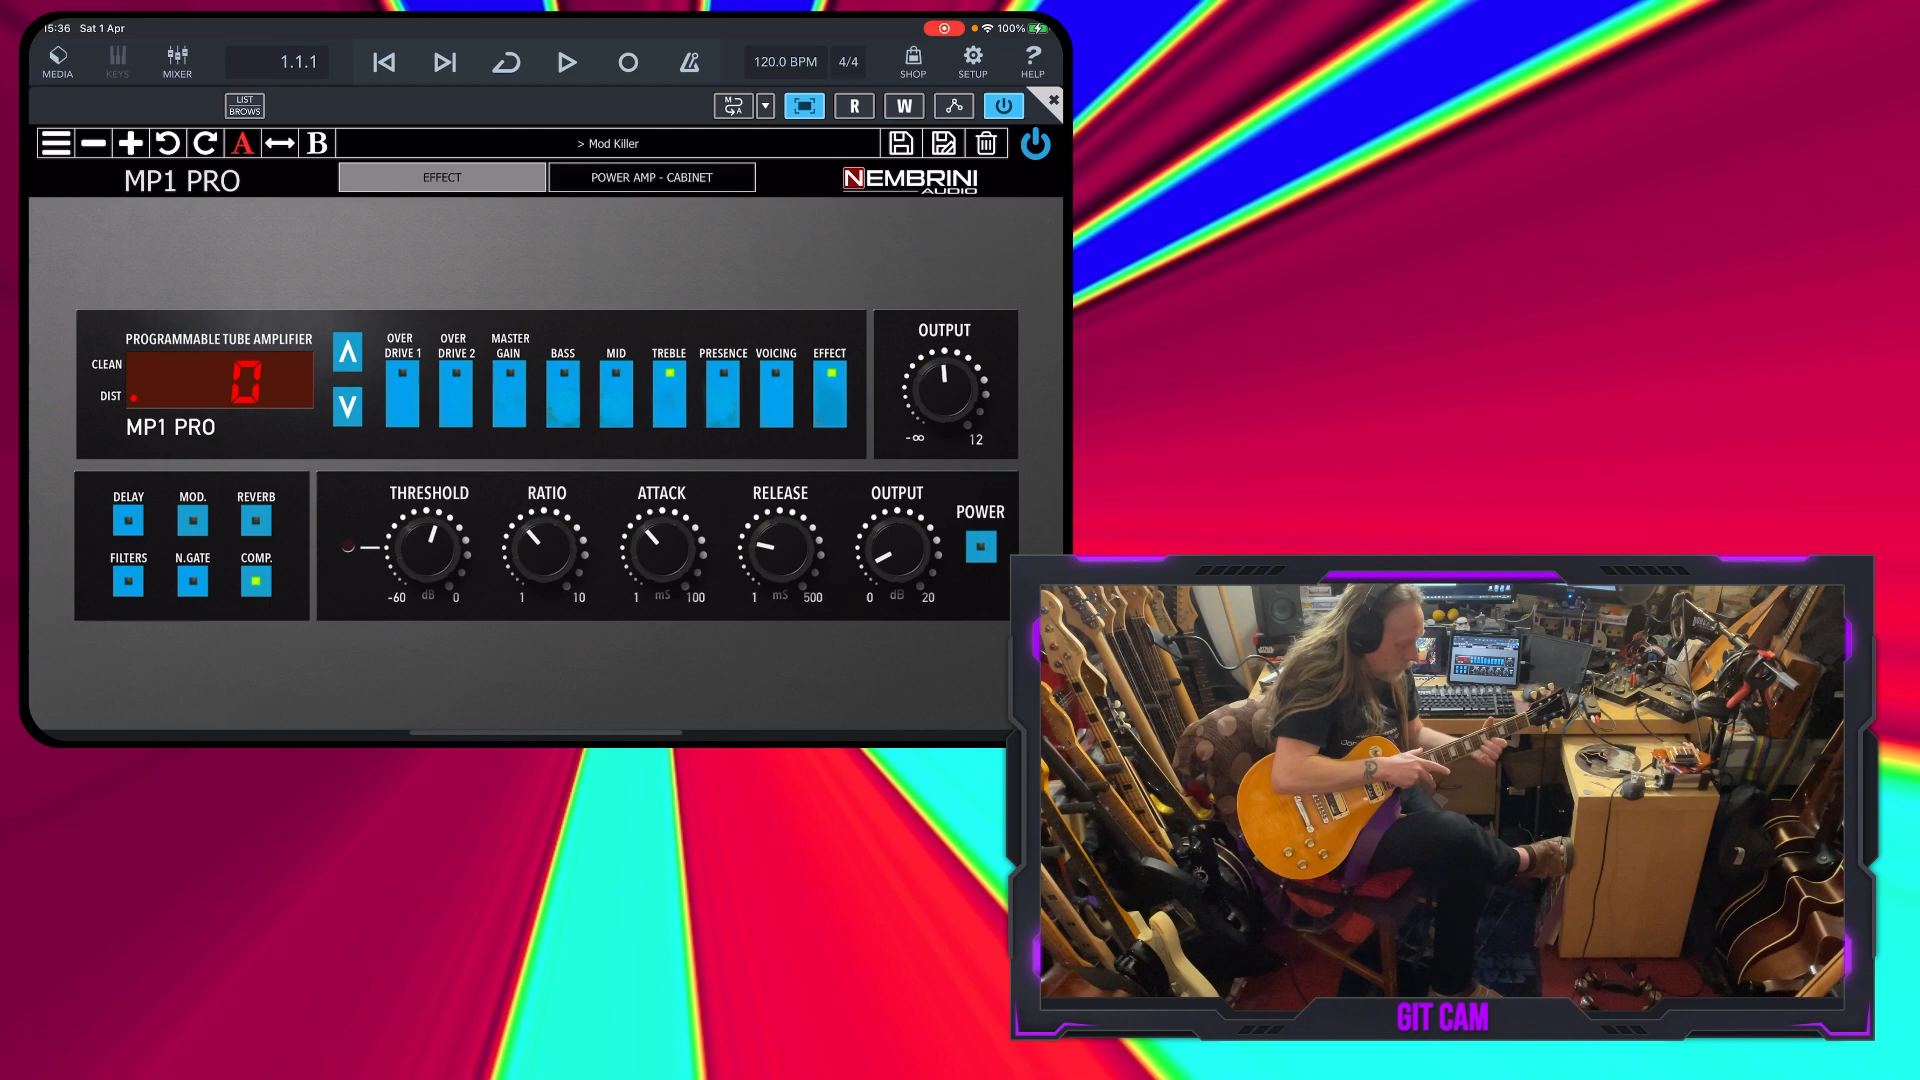 15:36 Sat 1 Apr
100%
MEDIA KEYS MIXER 1.1.1 120.0 BPM 4/4 SHOP SETUP HELP
LIST
BROWS
M
A
R W
A B > Mod Killer
MP1 PRO EFFECT POWER AMP - CABINET NEMBRINI
AUDIO
PROGRAMMABLE TUBE AMPLIFIER
CLEAN
DIST
0
MP1 PRO
OVER
DRIVE 1
OVER
DRIVE 2
MASTER
GAIN
BASS
MID
TREBLE
PRESENCE
VOICING
EFFECT
OUTPUT
-∞ 12
DELAY MOD. REVERB
FILTERS N.GATE COMP.
THRESHOLD
-60 dB 0
RATIO
1 10
ATTACK
1 mS 100
RELEASE
1 mS 500
OUTPUT
0 dB 20
POWER
GIT CAM